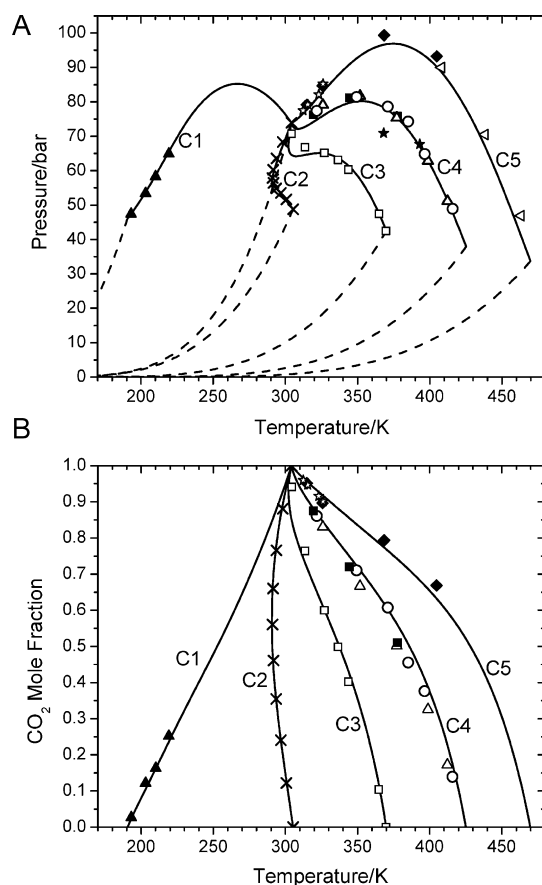 A
100
90
80
70
60
50
40
30
20
10
0
Pressure/bar
C1
C2
C3
C4
C5
200 250 300 350 400 450
Temperature/K
B
1.0
0.9
0.8
0.7
0.6
0.5
0.4
0.3
0.2
0.1
0.0
CO2 Mole Fraction
C1
C2
C3
C4
C5
200 250 300 350 400 450
Temperature/K